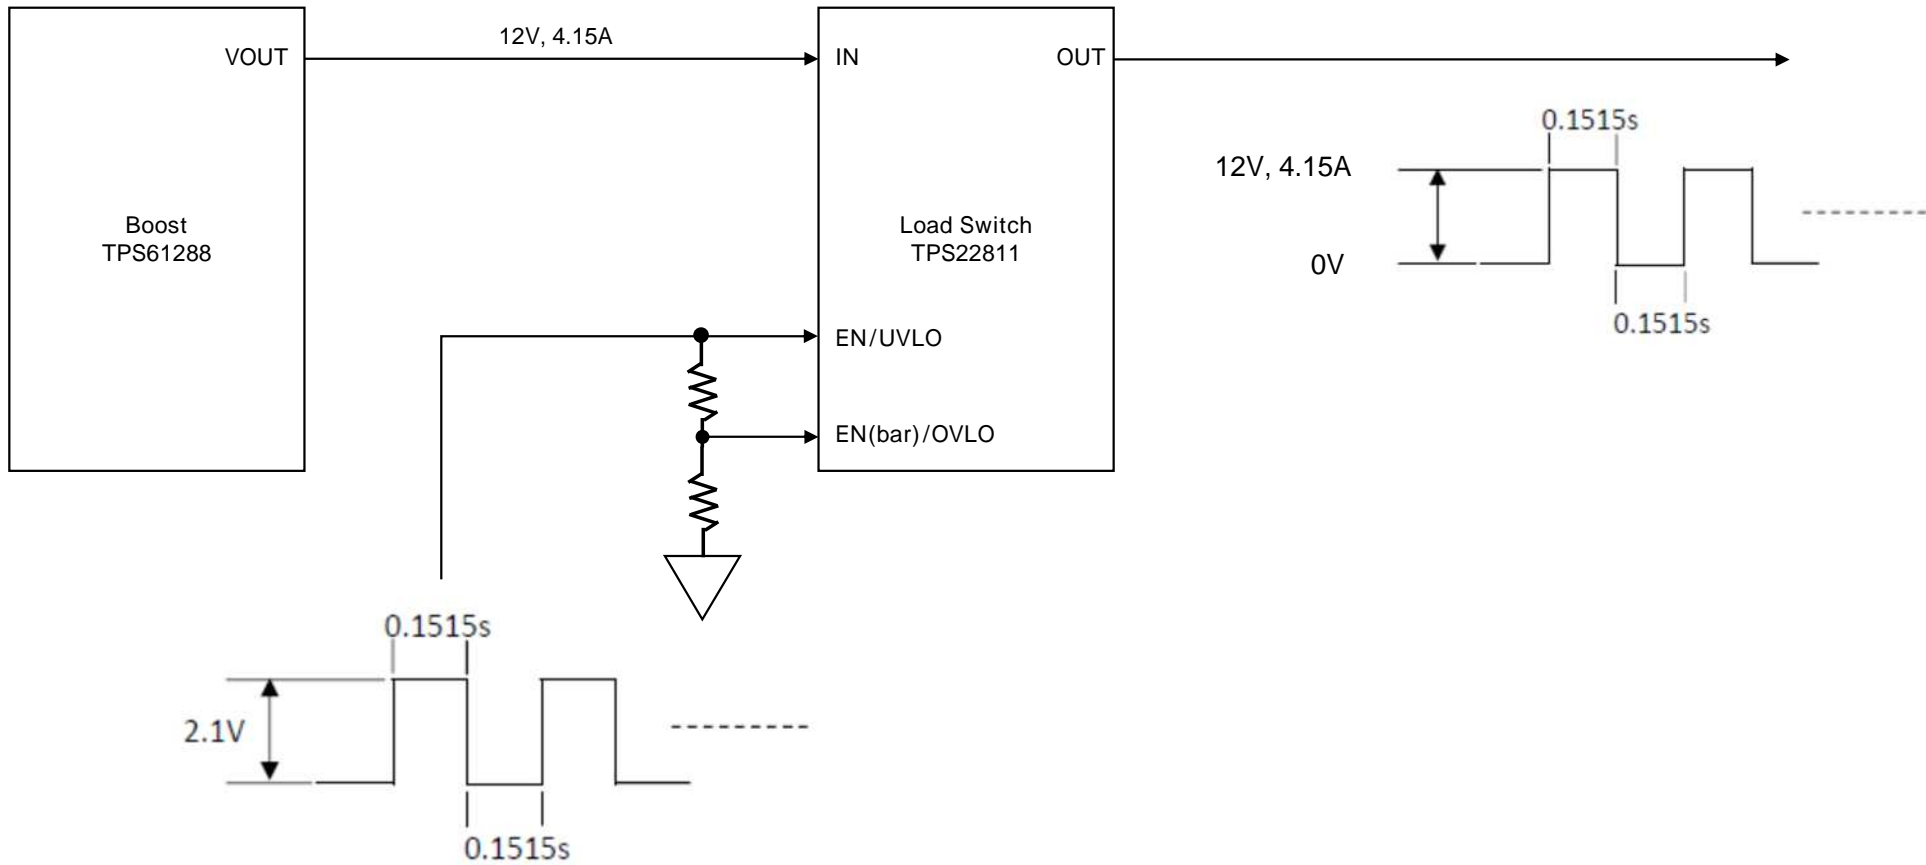 12V, 4.15A
VOUT
IN
OUT
0.1515s
12V, 4.15A
Boost
TPS61288
Load Switch
TPS22811
0V
0.1515s
EN/UVLO
EN(bar)/OVLO
0.1515s
2.1V
0.1515s